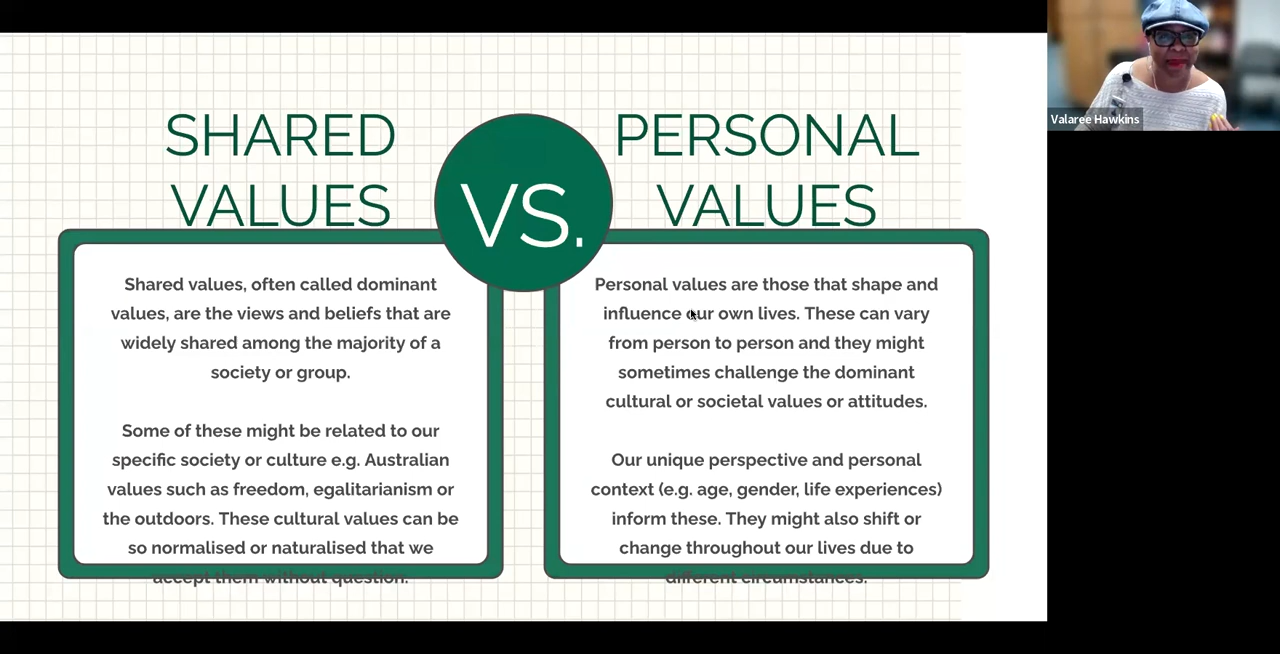 SHARED
VALUES
VS.
PERSONAL
VALUES
Shared values, often called dominant
values, are the views and beliefs that are
widely shared among the majority of a
society or group.
Some of these might be related to our
specific society or culture e.g. Australian
values such as freedom, egalitarianism or
the outdoors. These cultural values can be
so normalised or naturalised that we
accept them without question.
Personal values are those that shape and
influence our own lives. These can vary
from person to person and they might
sometimes challenge the dominant
cultural or societal values or attitudes.
Our unique perspective and personal
context (e.g. age, gender, life experiences)
inform these. They might also shift or
change throughout our lives due to
different circumstances.
Valaree Hawkins